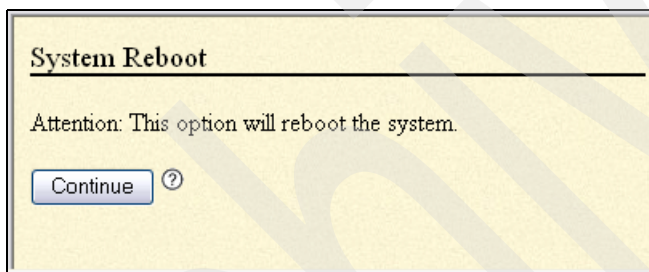 System Reboot
Attention: This option will reboot the system.
Continue ?